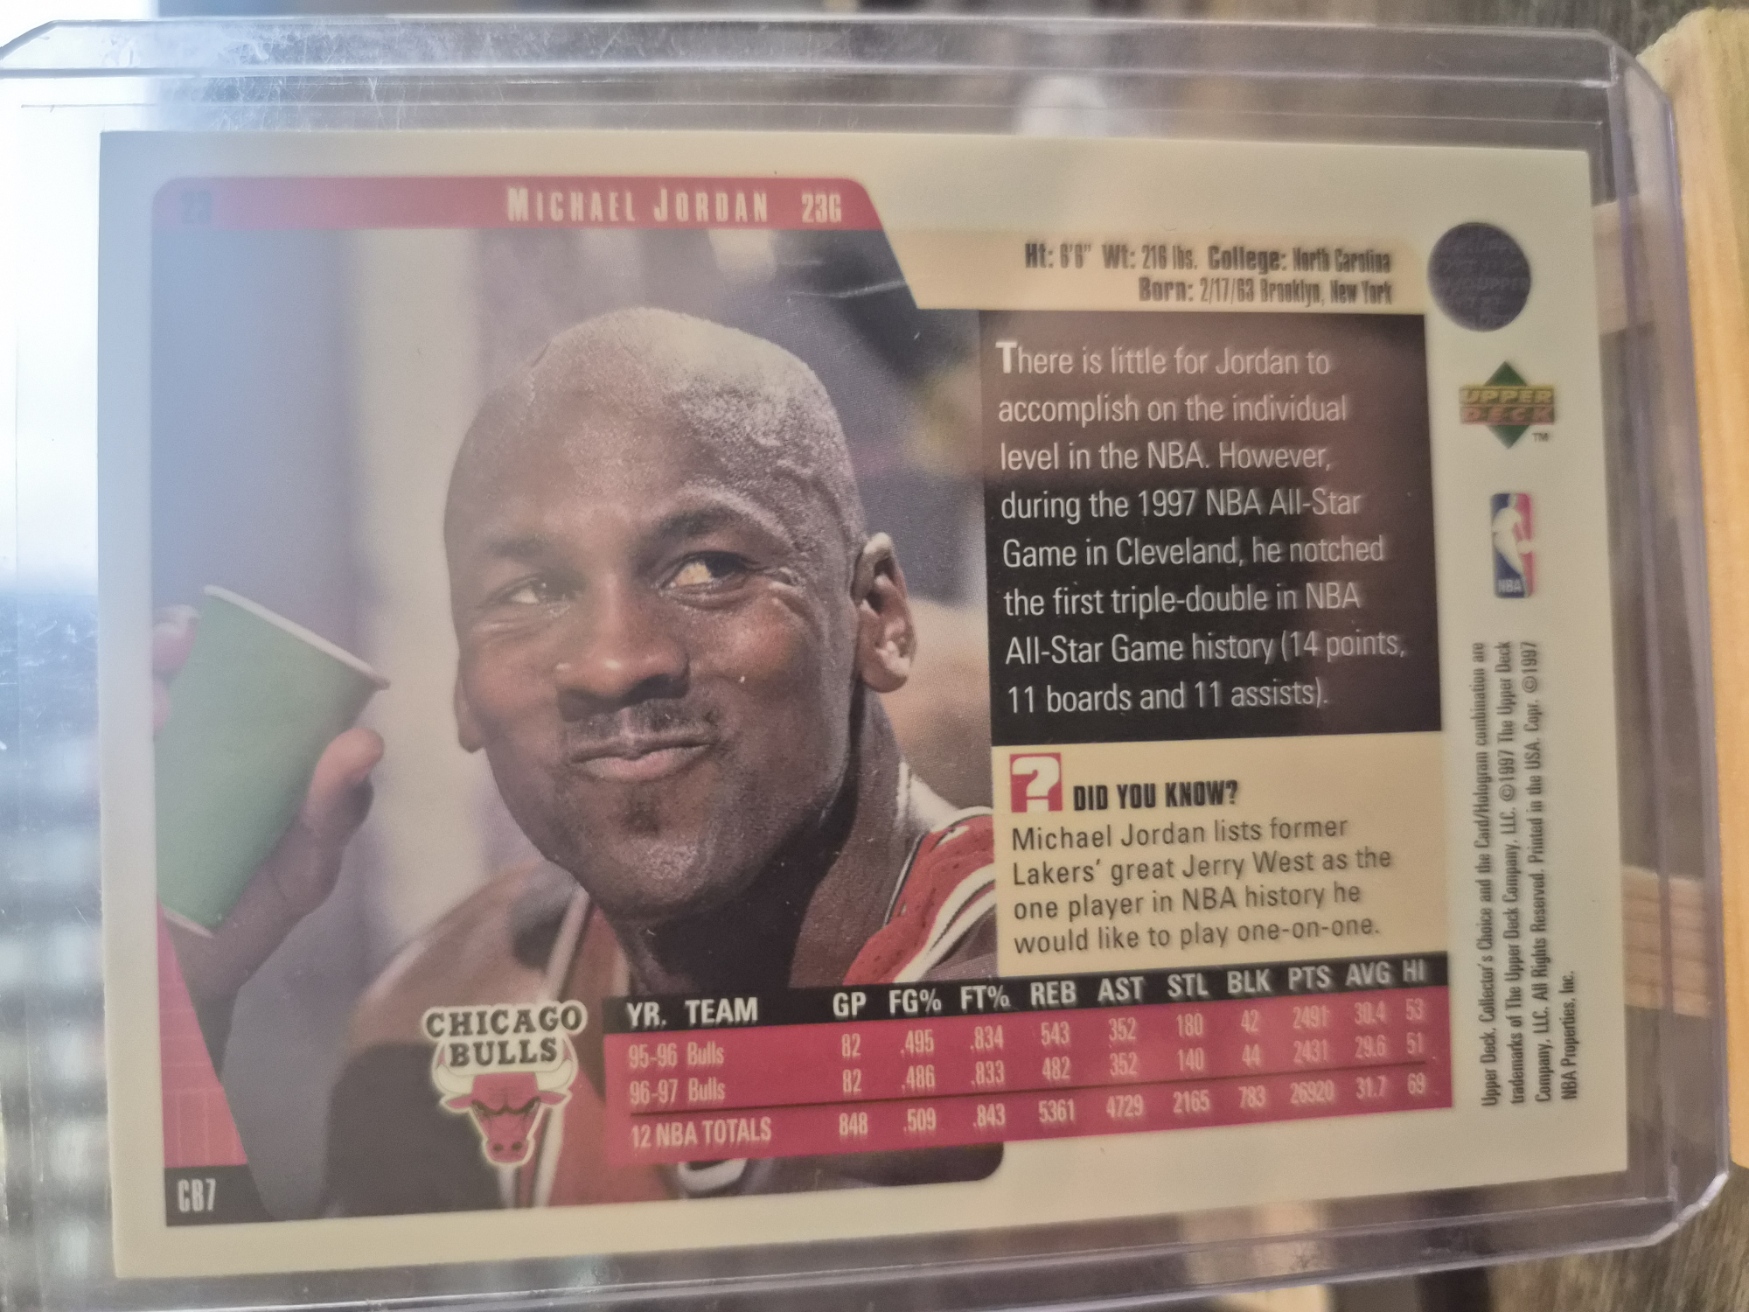 23 MICHAEL JORDAN 23G
Ht: 6'6" Wt: 216 lbs. College: North Carolina
Born: 2/17/63 Brooklyn, New York
There is little for Jordan to
accomplish on the individual
level in the NBA. However,
during the 1997 NBA All-Star
Game in Cleveland, he notched
the first triple-double in NBA
All-Star Game history (14 points,
11 boards and 11 assists).
? DID YOU KNOW?
Michael Jordan lists former
Lakers' great Jerry West as the
one player in NBA history he
would like to play one-on-one.
CHICAGO
BULLS
YR. TEAM GP FG% FT% REB AST STL BLK PTS AVG HI
95-96 Bulls 82 .495 .834 543 352 180 42 2491 30.4 53
96-97 Bulls 82 .486 .833 482 352 140 44 2431 29.6 51
12 NBA TOTALS 848 .509 .843 5361 4729 2165 783 26920 31.7 69
CB7
UPPER
DECK
TM
NBA
Upper Deck, Collector's Choice and the Card/Hologram combination are
trademarks of The Upper Deck Company, LLC. ©1997 The Upper Deck
Company, LLC. All Rights Reserved. Printed in the USA. Copr. ©1997
NBA Properties, Inc.